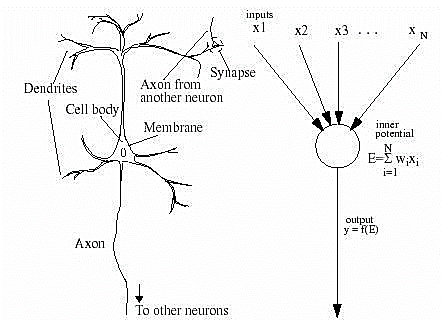 Dendrites
Cell body
Membrane
Axon from
another neuron
Synapse
Axon
To other neurons
inputs
x1 x2 x3 . . . x N
inner
potential
N
E=Σ wixi
i=1
output
y = f(E)